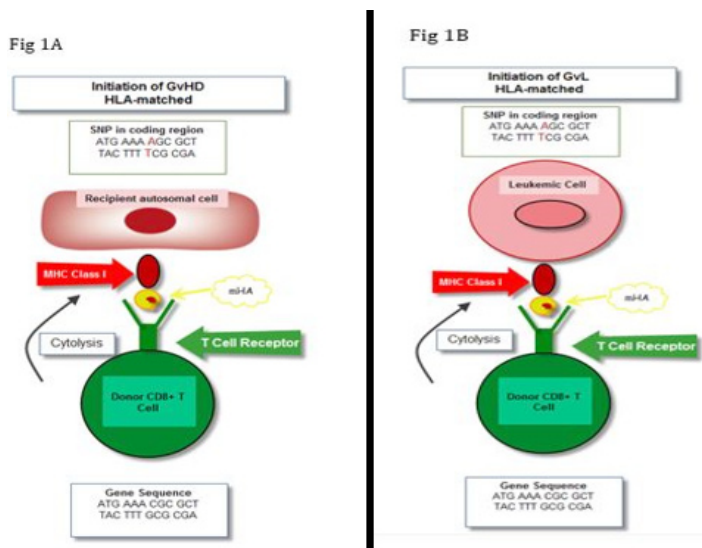 Fig 1A
Initiation of GvHD
HLA-matched
SNP in coding region
ATG AAA AGC GCT
TAC TTT TCG CGA
Recipient autosomal cell
MHC Class I
mHA
Cytolysis
T Cell Receptor
Donor CD8+ T
Cell
Gene Sequence
ATG AAA CGC GCT
TAC TTT GCG CGA
Fig 1B
Initiation of GvL
HLA-matched
SNP in coding region
ATG AAA AGC GCT
TAC TTT TCG CGA
Leukemic Cell
MHC Class I
mHA
Cytolysis
T Cell Receptor
Donor CD8+ T
Cell
Gene Sequence
ATG AAA CGC GCT
TAC TTT GCG CGA